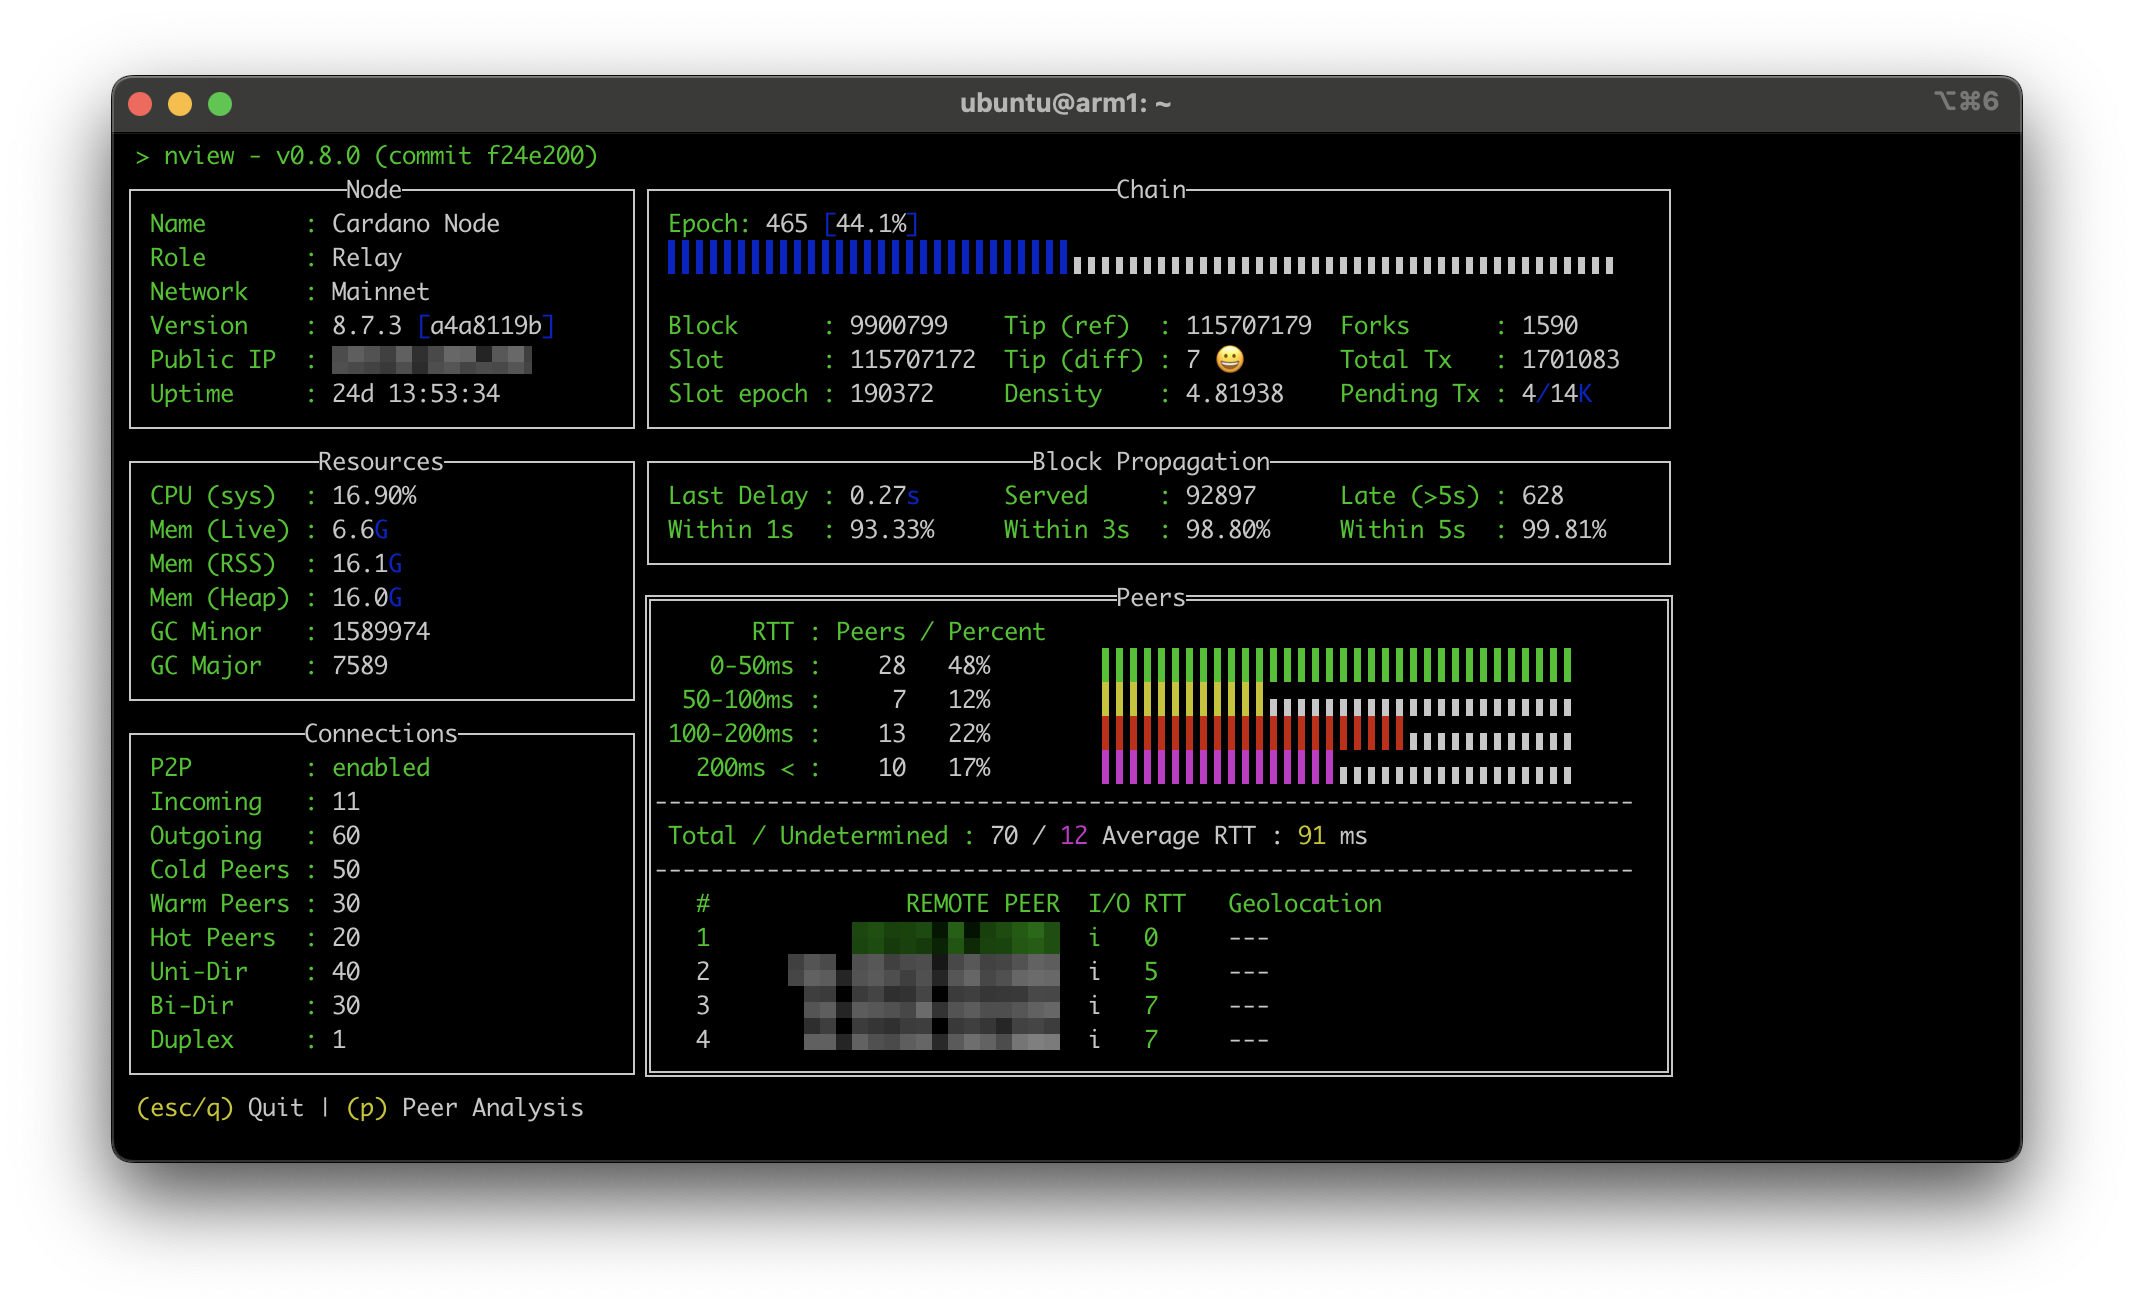 ubuntu@arm1: ~
⌥⌘6
> nview - v0.8.0 (commit f24e200)
Node
Name : Cardano Node
Role : Relay
Network : Mainnet
Version : 8.7.3 [a4a8119b]
Public IP :
Uptime : 24d 13:53:34
Resources
CPU (sys) : 16.90%
Mem (Live) : 6.6G
Mem (RSS) : 16.1G
Mem (Heap) : 16.0G
GC Minor : 1589974
GC Major : 7589
Connections
P2P : enabled
Incoming : 11
Outgoing : 60
Cold Peers : 50
Warm Peers : 30
Hot Peers : 20
Uni-Dir : 40
Bi-Dir : 30
Duplex : 1
Chain
Epoch: 465 [44.1%]
Block : 9900799 Tip (ref) : 115707179 Forks : 1590
Slot : 115707172 Tip (diff) : 7 😀 Total Tx : 1701083
Slot epoch : 190372 Density : 4.81938 Pending Tx : 4/14K
Block Propagation
Last Delay : 0.27s Served : 92897 Late (>5s) : 628
Within 1s : 93.33% Within 3s : 98.80% Within 5s : 99.81%
Peers
RTT : Peers / Percent
0-50ms : 28 48%
50-100ms : 7 12%
100-200ms : 13 22%
200ms < : 10 17%
----------------------------------------------------------------------
Total / Undetermined : 70 / 12 Average RTT : 91 ms
----------------------------------------------------------------------
# REMOTE PEER I/O RTT Geolocation
1 i 0 ---
2 i 5 ---
3 i 7 ---
4 i 7 ---
(esc/q) Quit | (p) Peer Analysis